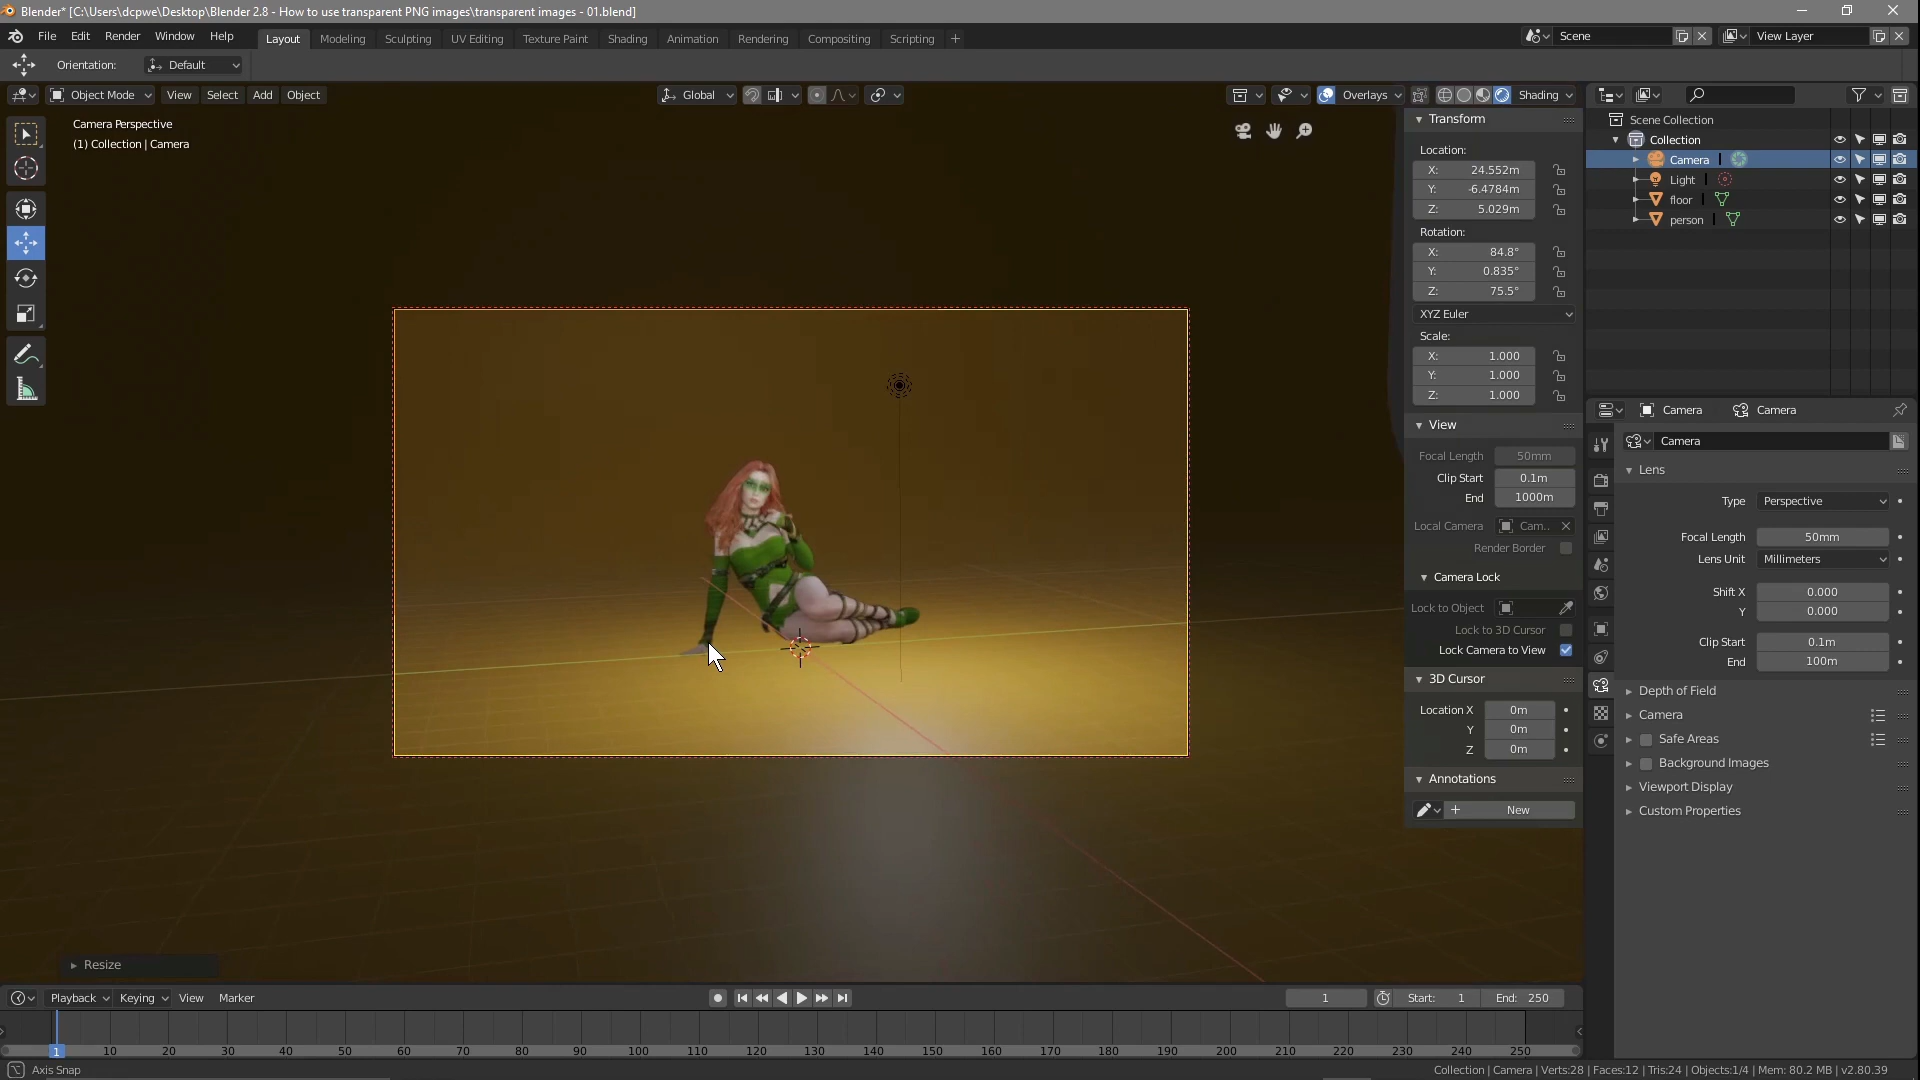 Blender* [C:\Users\dcpwe\Desktop\Blender 2.8 - How to use transparent PNG images\transparent images - 01.blend]
File Edit Render Window Help Layout Modeling Sculpting UV Editing Texture Paint Shading Animation Rendering Compositing Scripting + Scene View Layer
Orientation: Default
Object Mode View Select Add Object Global Overlays Shading
Camera Perspective
(1) Collection | Camera
Transform
Location:
X: 24.552m
Y: -6.4784m
Z: 5.029m
Rotation:
X: 84.8°
Y: 0.835°
Z: 75.5°
XYZ Euler
Scale:
X: 1.000
Y: 1.000
Z: 1.000
View
Focal Length 50mm
Clip Start 0.1m
End 1000m
Local Camera Cam..
Render Border
Camera Lock
Lock to Object
Lock to 3D Cursor
Lock Camera to View
3D Cursor
Location X 0m
Y 0m
Z 0m
Annotations
+ New
Scene Collection
Collection
Camera
Light
floor
person
Camera Camera
Camera
Lens
Type Perspective
Focal Length 50mm
Lens Unit Millimeters
Shift X 0.000
Y 0.000
Clip Start 0.1m
End 100m
Depth of Field
Camera
Safe Areas
Background Images
Viewport Display
Custom Properties
Resize
Playback Keying View Marker 1 Start: 1 End: 250
1 10 20 30 40 50 60 70 80 90 100 110 120 130 140 150 160 170 180 190 200 210 220 230 240 250
Axis Snap Collection | Camera | Verts:28 | Faces:12 | Tris:24 | Objects:1/4 | Mem: 80.2 MB | v2.80.39